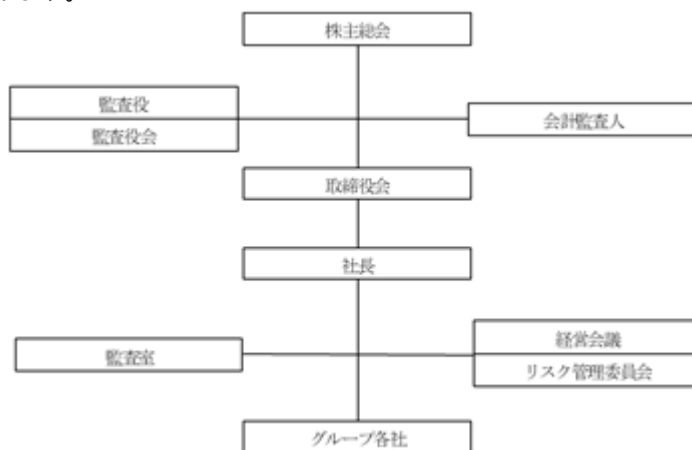 株主総会
監査役
監査役会
会計監査人
取締役会
社長
監査室
経営会議
リスク管理委員会
グループ各社